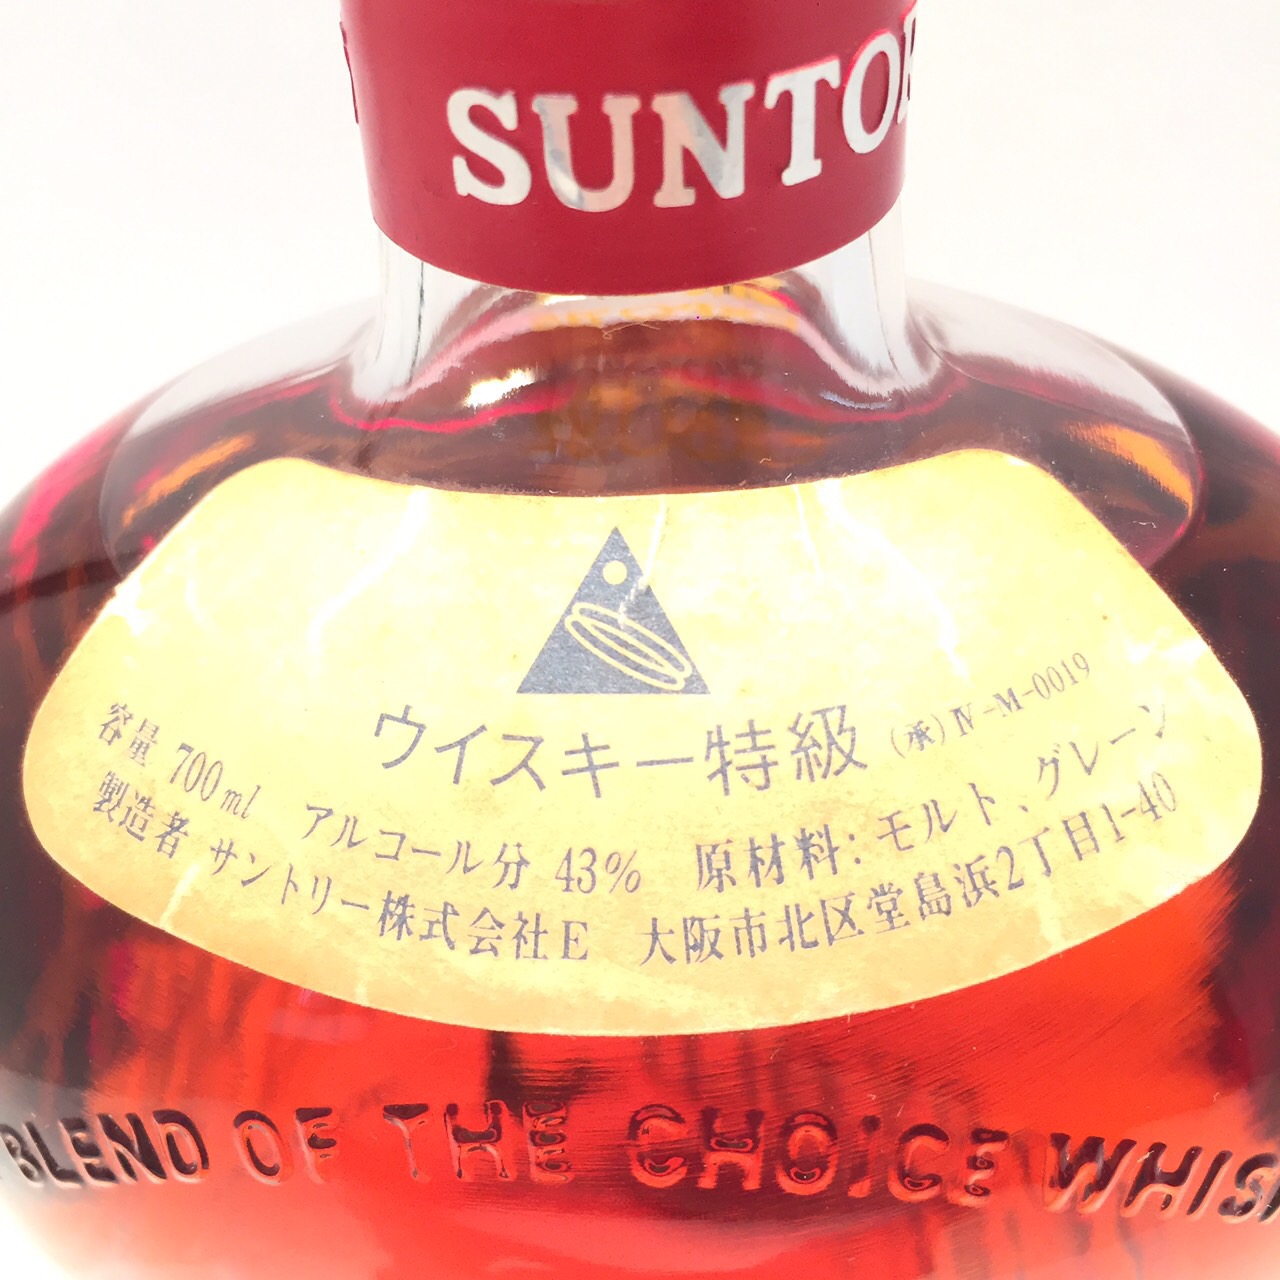 SUNTO
ウイスキー特級 (承)Ⅳ-M-0019
容量 700ml アルコール分 43% 原材料:モルト、グレーン
製造者 サントリー株式会社E 大阪市北区堂島浜2丁目1-40
BLEND OF THE CHOICE WHIS